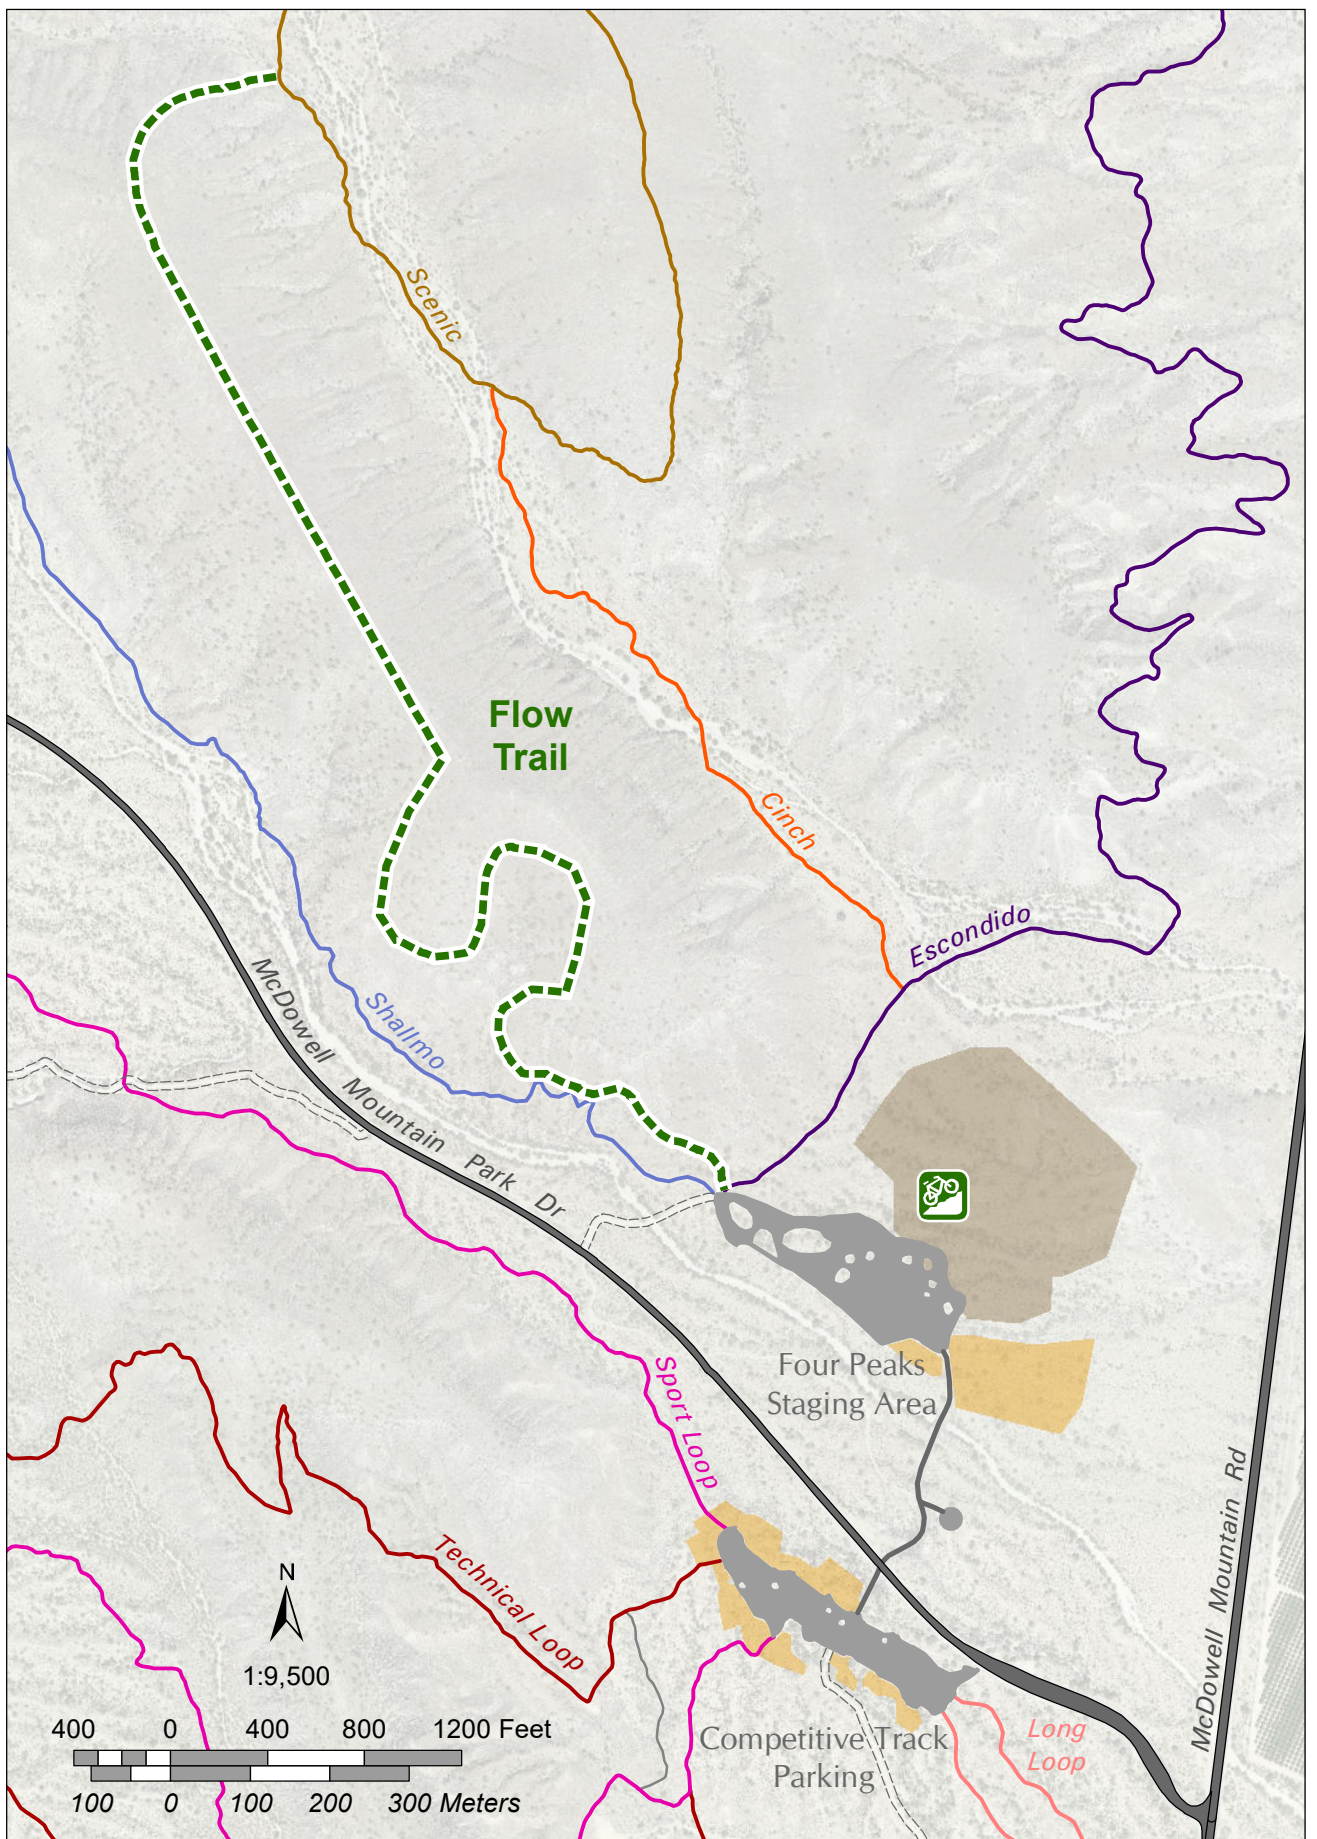 Scenic
Flow
Trail
Cinch
Escondido
Shallmo
McDowell Mountain Park Dr
Four Peaks
Staging Area
Sport Loop
McDowell Mountain Rd
Technical Loop
N
1:9,500
400 0 400 800 1200 Feet
100 0 100 200 300 Meters
Competitive Track
Parking
Long
Loop